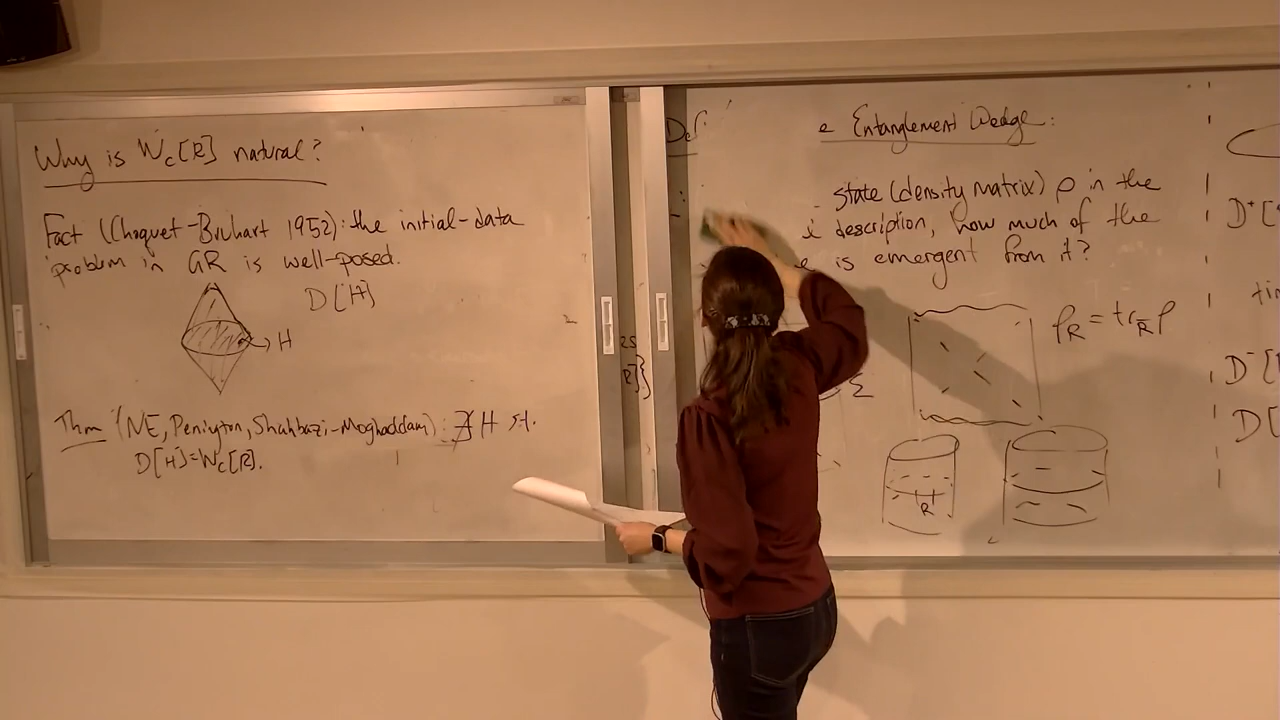 Why is W_C[R] natural?
Fact (Choquet-Bruhart 1952): the initial-data
problem in GR is well-posed.
D[H]
H
Thm (NE, Penington, Shahbazi-Moghaddam): ∄ H s.t.
D[H]=W_C[R].
Def
e Entanglement Wedge:
state (density matrix) ρ in the
description, how much of the
e is emergent from it?
ρ_R = tr_R̄ ρ
Σ
R
D⁺[
D⁻[
D[